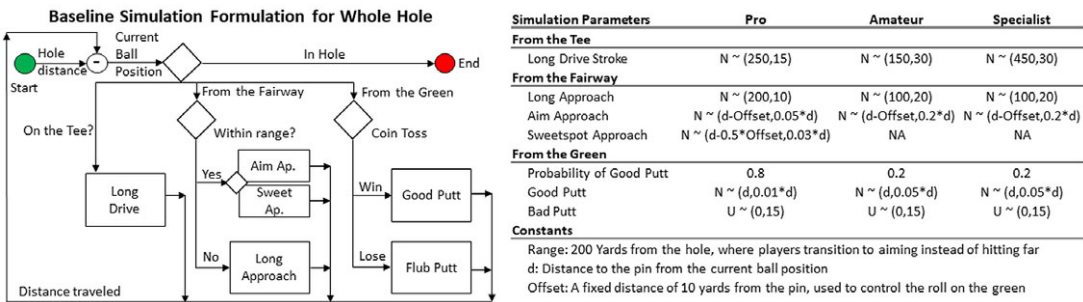 Baseline Simulation Formulation for Whole Hole
Hole distance
Start
-
Current Ball Position
In Hole
End
On the Tee?
From the Fairway
From the Green
Within range?
Coin Toss
Long Drive
Yes
Aim Ap.
Sweet Ap.
No
Long Approach
Win
Good Putt
Lose
Flub Putt
Distance traveled
Simulation Parameters Pro Amateur Specialist
From the Tee
Long Drive Stroke N ~ (250,15) N ~ (150,30) N ~ (450,30)
From the Fairway
Long Approach N ~ (200,10) N ~ (100,20) N ~ (100,20)
Aim Approach N ~ (d-Offset,0.05*d) N ~ (d-Offset,0.2*d) N ~ (d-Offset,0.2*d)
Sweetspot Approach N ~ (d-0.5*Offset,0.03*d) NA NA
From the Green
Probability of Good Putt 0.8 0.2 0.2
Good Putt N ~ (d,0.01*d) N ~ (d,0.05*d) N ~ (d,0.05*d)
Bad Putt U ~ (0,15) U ~ (0,15) U ~ (0,15)
Constants
Range: 200 Yards from the hole, where players transition to aiming instead of hitting far
d: Distance to the pin from the current ball position
Offset: A fixed distance of 10 yards from the pin, used to control the roll on the green